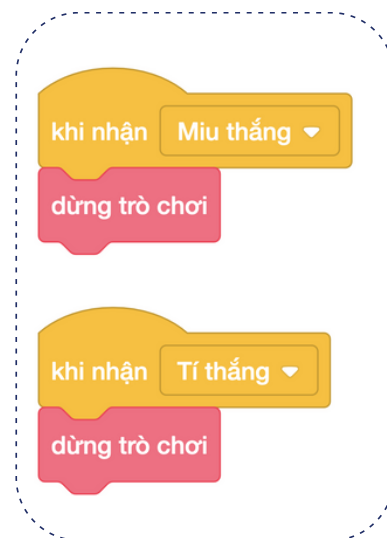 khi nhận Miu thắng
dừng trò chơi
khi nhận Tí thắng
dừng trò chơi